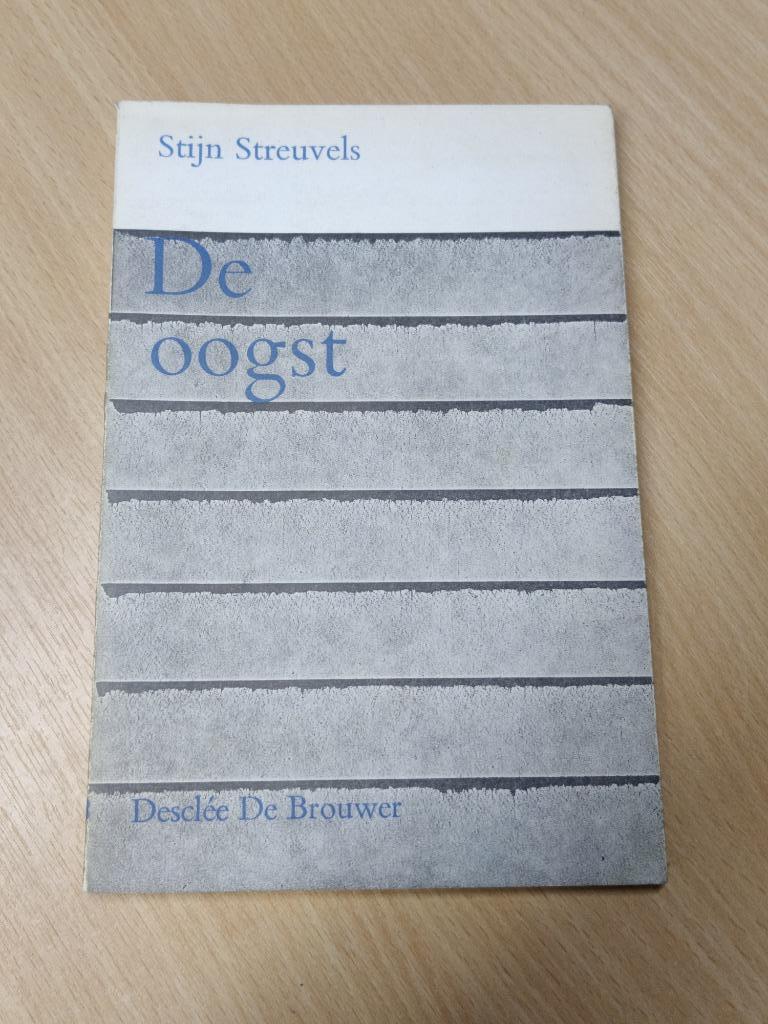 Stijn Streuvels
De
oogst
Desclée De Brouwer